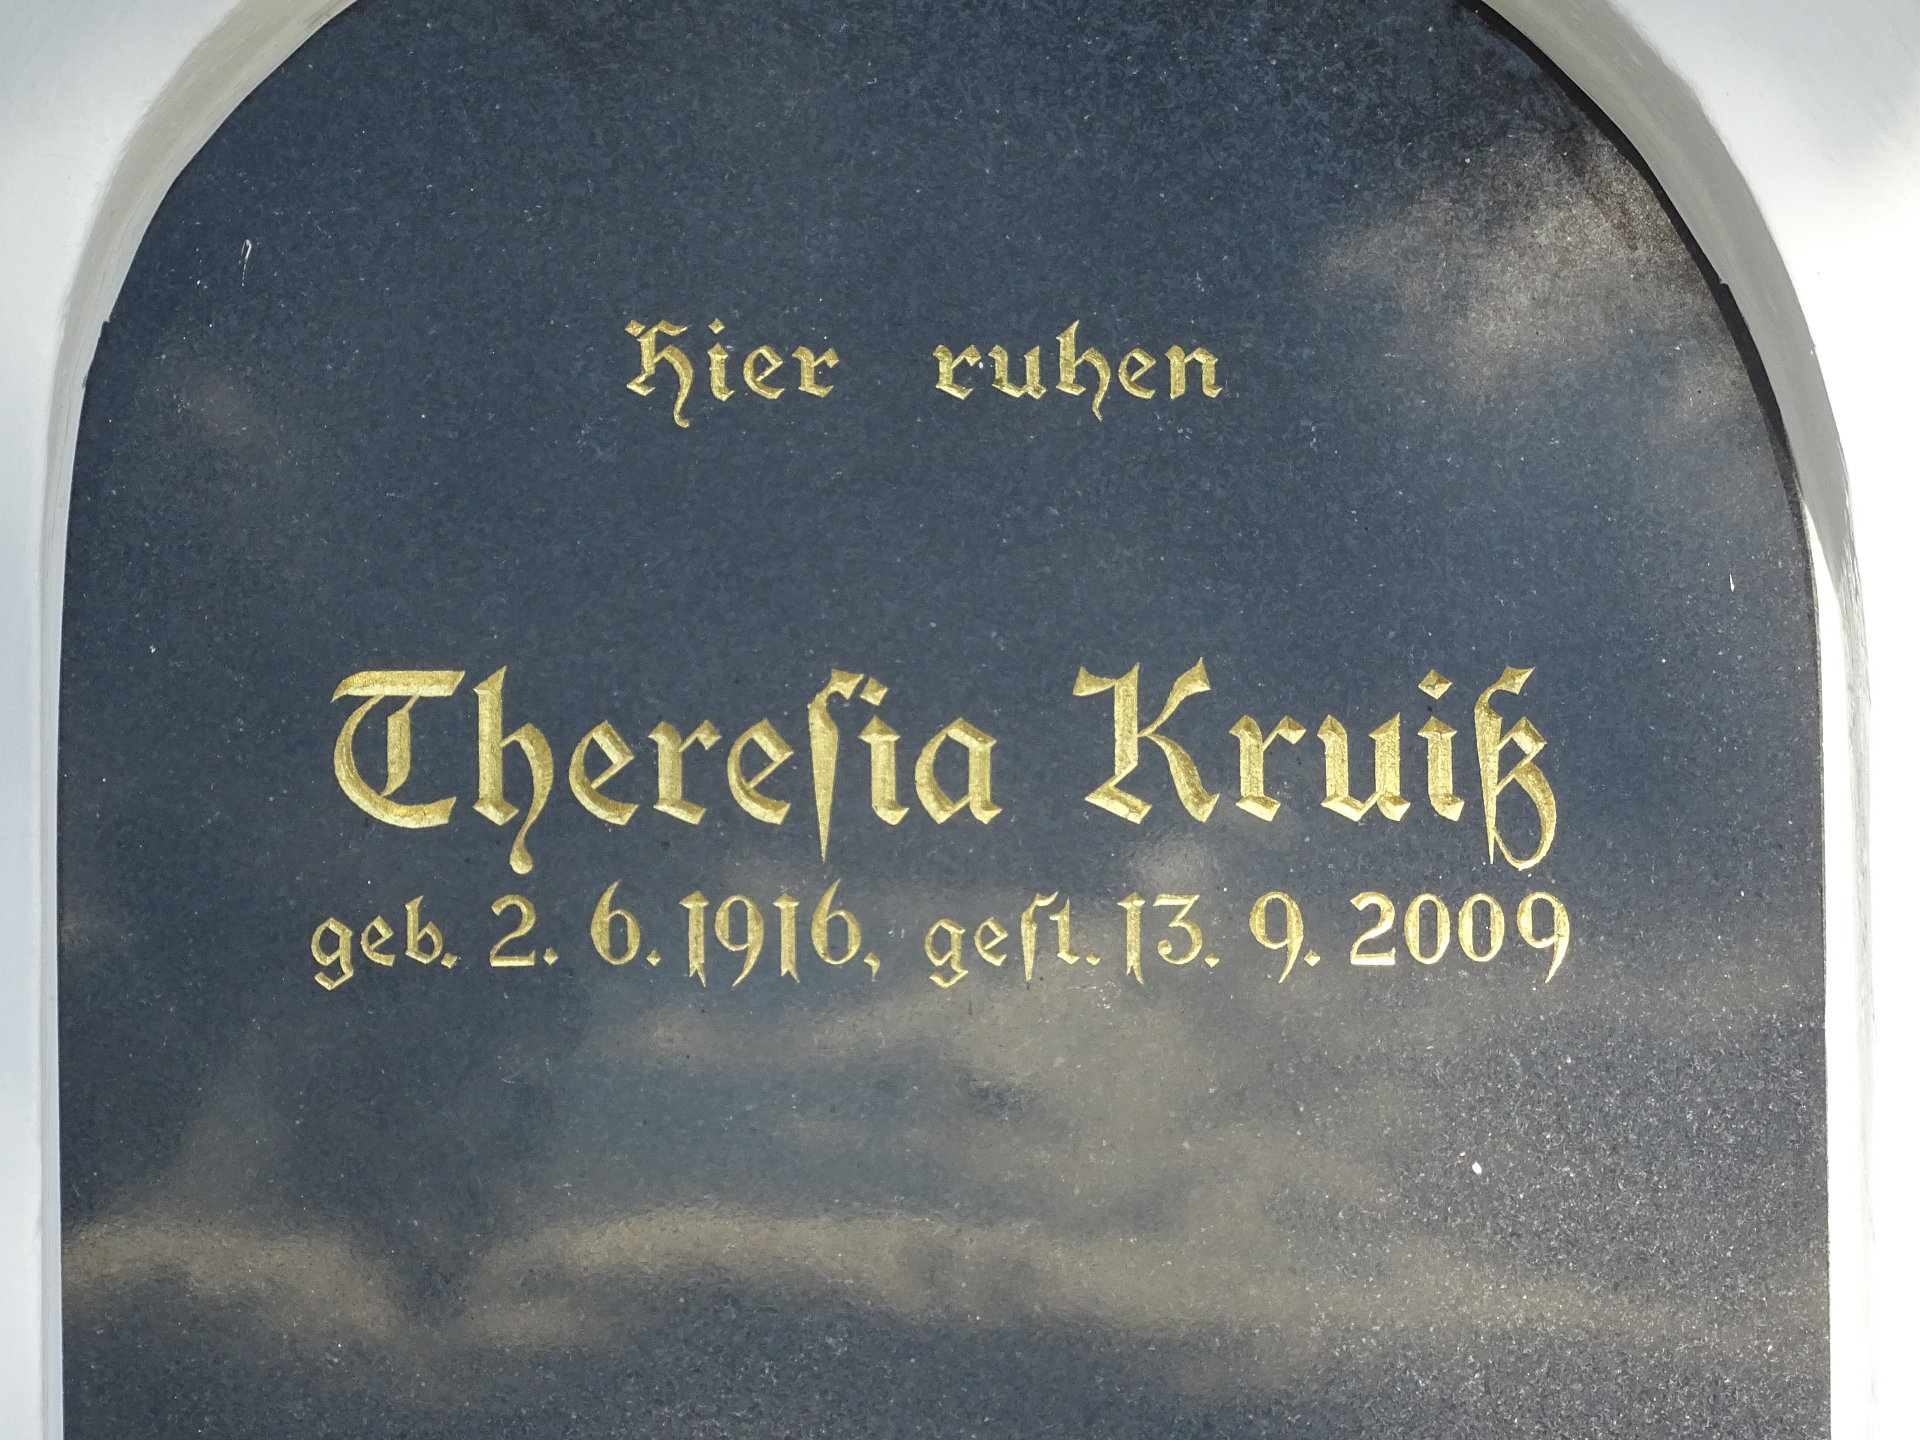 Hier ruhen
Thereſia Kruiß
geb. 2. 6. 1916, geſt. 13. 9. 2009